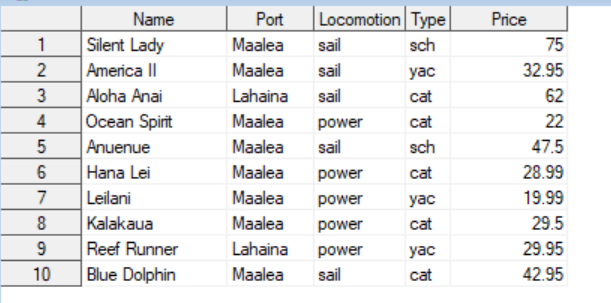 Name Port Locomotion Type Price
1 Silent Lady Maalea sail sch 75
2 America II Maalea sail yac 32.95
3 Aloha Anai Lahaina sail cat 62
4 Ocean Spirit Maalea power cat 22
5 Anuenue Maalea sail sch 47.5
6 Hana Lei Maalea power cat 28.99
7 Leilani Maalea power yac 19.99
8 Kalakaua Maalea power cat 29.5
9 Reef Runner Lahaina power yac 29.95
10 Blue Dolphin Maalea sail cat 42.95